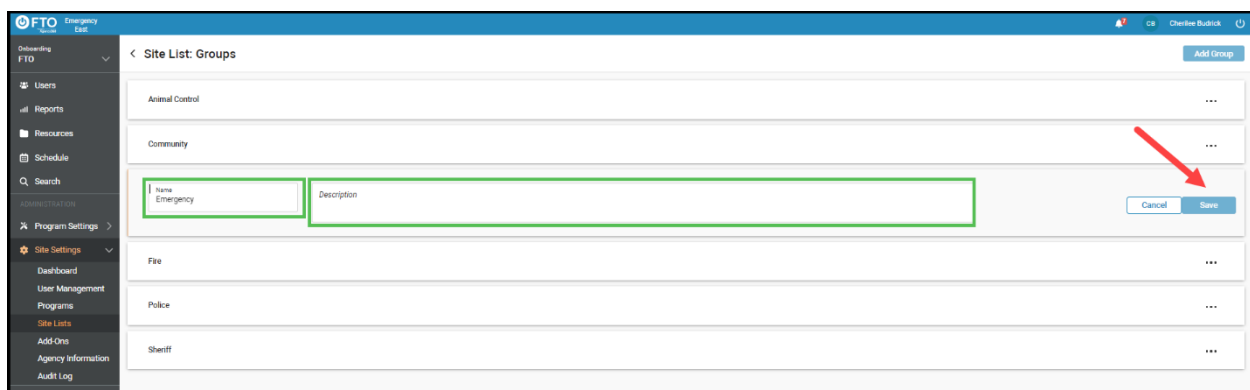 FTO
Emergency
East
7
CB
Cherilee Budrick
Onboarding
FTO
Site List: Groups
Add Group
Users
Reports
Resources
Schedule
Search
ADMINISTRATION
Program Settings
Site Settings
Dashboard
User Management
Programs
Site Lists
Add-Ons
Agency Information
Audit Log
Animal Control
Community
Name
Emergency
Description
Cancel
Save
Fire
Police
Sheriff